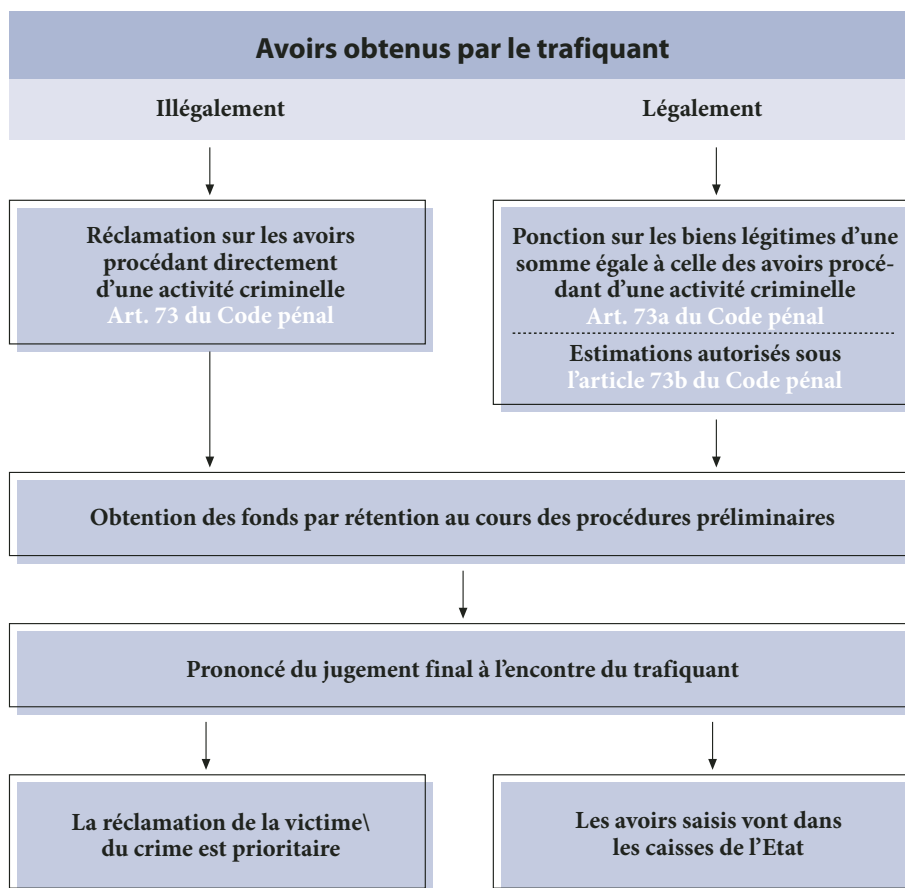 Avoirs obtenus par le trafiquant
Illégalement
Légalement
Réclamation sur les avoirs
procédant directement
d'une activité criminelle
Art. 73 du Code pénal
Ponction sur les biens légitimes d'une
somme égale à celle des avoirs procé-
dant d'une activité criminelle
Art. 73a du Code pénal
Estimations autorisés sous
l'article 73b du Code pénal
Obtention des fonds par rétention au cours des procédures préliminaires
Prononcé du jugement final à l'encontre du trafiquant
La réclamation de la victime\
du crime est prioritaire
Les avoirs saisis vont dans
les caisses de l'Etat